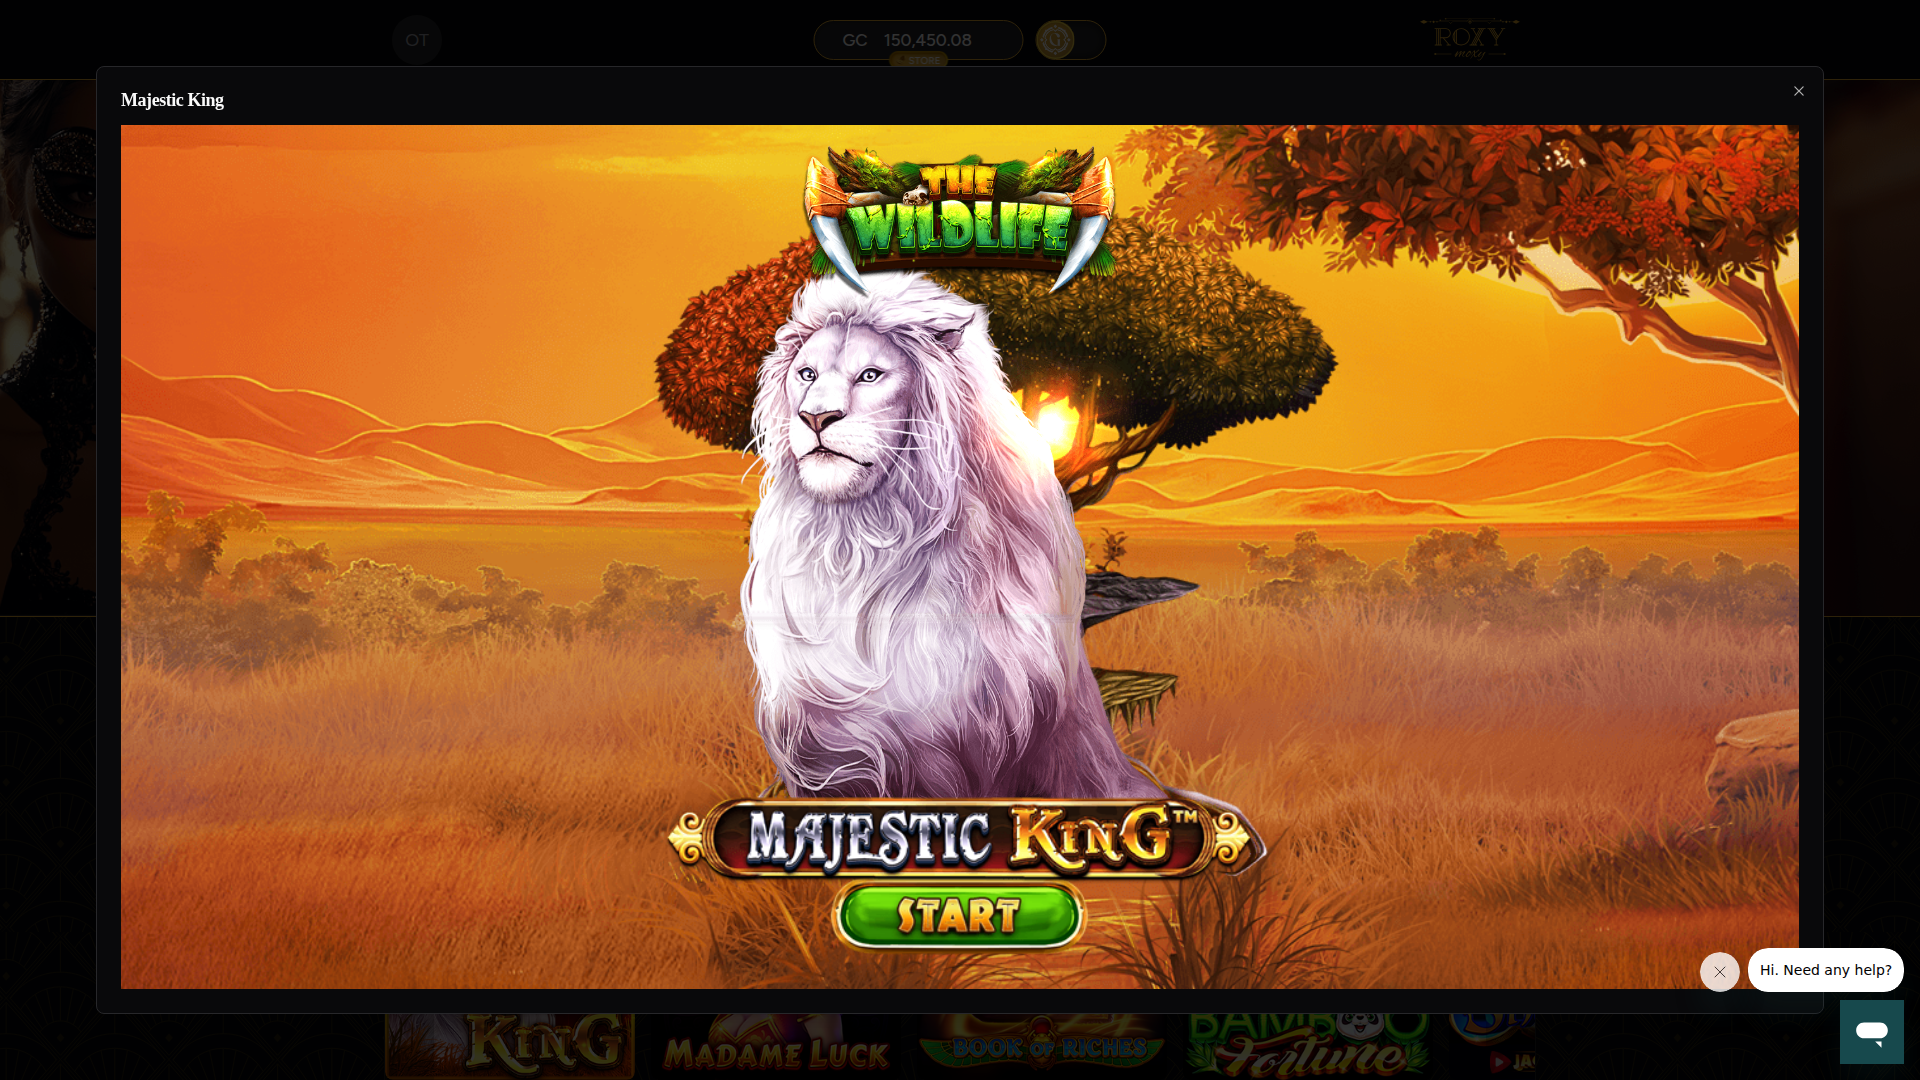 OT
GC 150,450.08
STORE
G
ROXY
moxy
Majestic King
THE
WILDLIFE
MAJESTIC KING™
START
Hi. Need any help?
KING
MADAME LUCK
BOOK OF RICHES
BAMBOO
Fortune